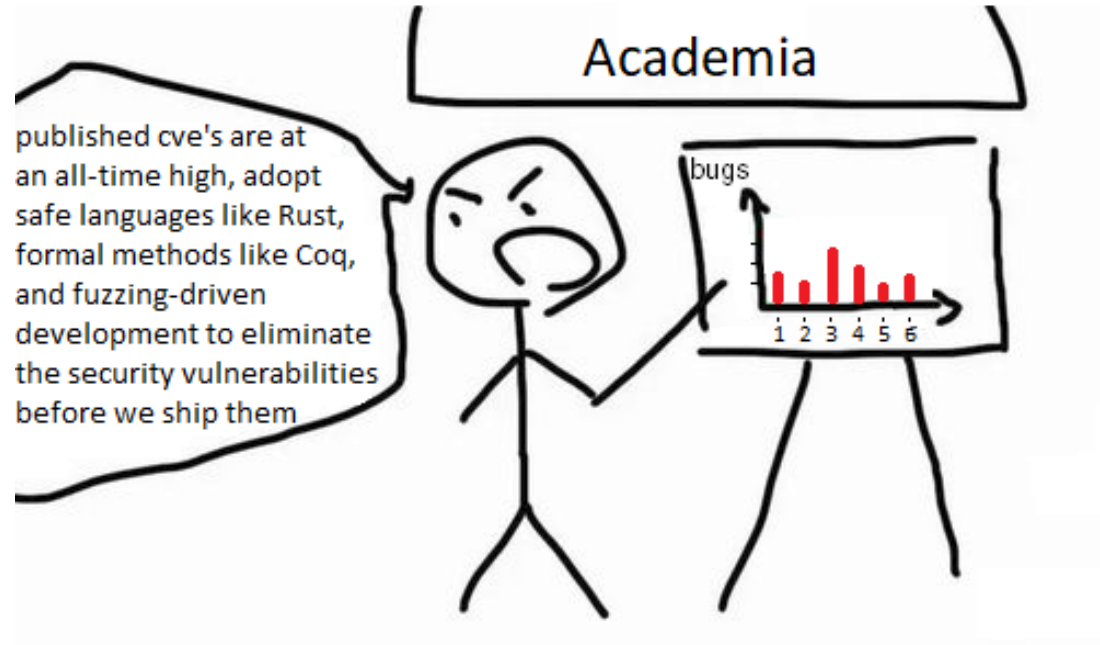 Academia
published cve's are at
an all-time high, adopt
safe languages like Rust,
formal methods like Coq,
and fuzzing-driven
development to eliminate
the security vulnerabilities
before we ship them
bugs
1 2 3 4 5 6